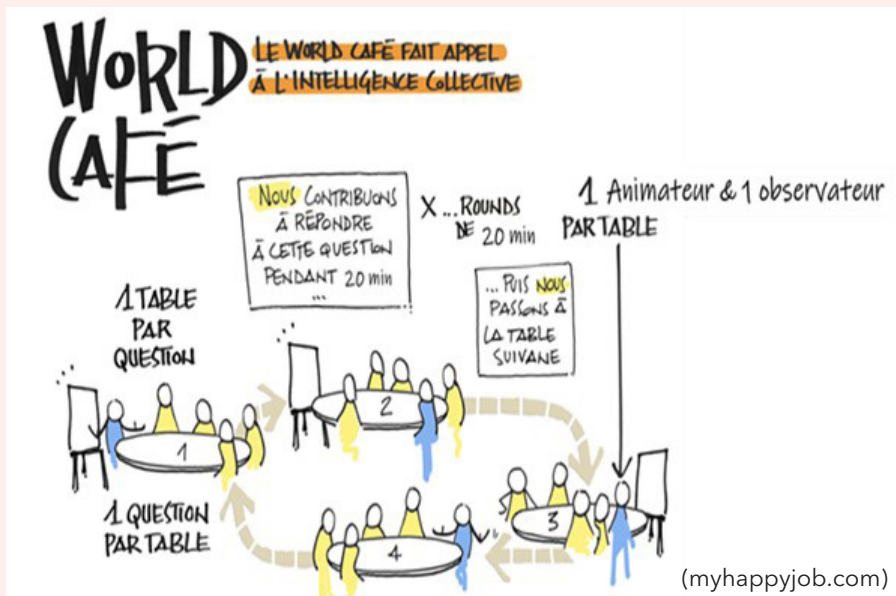 WORLD
CAFÉ
LE WORLD CAFÉ FAIT APPEL
À L'INTELLIGENCE COLLECTIVE
NOUS CONTRIBUONS
À RÉPONDRE
À CETTE QUESTION
PENDANT 20 min
...
X ...ROUNDS
DE 20 min
1 Animateur & 1 observateur
PAR TABLE
... PUIS NOUS
PASSONS À
LA TABLE
SUIVANE
1 TABLE
PAR
QUESTION
1
2
3
4
1 QUESTION
PAR TABLE
(myhappyjob.com)